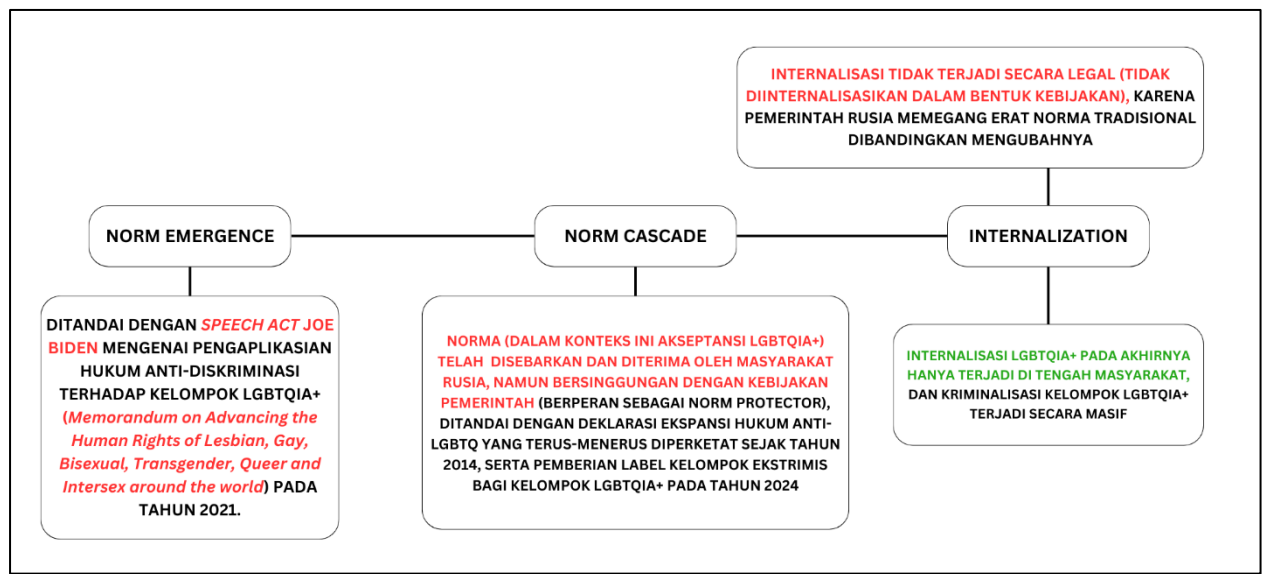 INTERNALISASI TIDAK TERJADI SECARA LEGAL (TIDAK
DIINTERNALISASIKAN DALAM BENTUK KEBIJAKAN), KARENA
PEMERINTAH RUSIA MEMEGANG ERAT NORMA TRADISIONAL
DIBANDINGKAN MENGUBAHNYA
NORM EMERGENCE
NORM CASCADE
INTERNALIZATION
DITANDAI DENGAN SPEECH ACT JOE
BIDEN MENGENAI PENGAPLIKASIAN
HUKUM ANTI-DISKRIMINASI
TERHADAP KELOMPOK LGBTQIA+
(Memorandum on Advancing the
Human Rights of Lesbian, Gay,
Bisexual, Transgender, Queer and
Intersex around the world) PADA
TAHUN 2021.
NORMA (DALAM KONTEKS INI AKSEPTANSI LGBTQIA+)
TELAH DISEBARKAN DAN DITERIMA OLEH MASYARAKAT
RUSIA, NAMUN BERSINGGUNGAN DENGAN KEBIJAKAN
PEMERINTAH (BERPERAN SEBAGAI NORM PROTECTOR),
DITANDAI DENGAN DEKLARASI EKSPANSI HUKUM ANTI-
LGBTQ YANG TERUS-MENERUS DIPERKETAT SEJAK TAHUN
2014, SERTA PEMBERIAN LABEL KELOMPOK EKSTRIMIS
BAGI KELOMPOK LGBTQIA+ PADA TAHUN 2024
INTERNALISASI LGBTQIA+ PADA AKHIRNYA
HANYA TERJADI DI TENGAH MASYARAKAT,
DAN KRIMINALISASI KELOMPOK LGBTQIA+
TERJADI SECARA MASIF